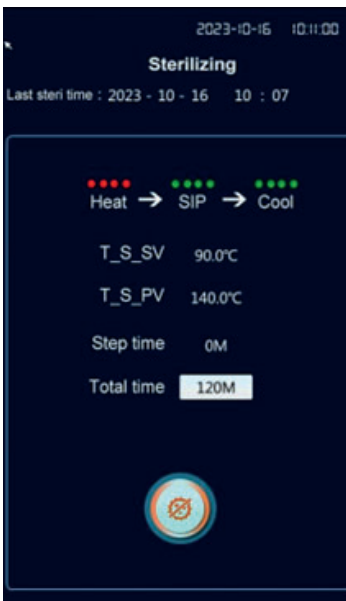 2023-10-16 10:11:00
Sterilizing
Last steri time : 2023 - 10 - 16 10 : 07
Heat → SIP → Cool
T_S_SV 90.0℃
T_S_PV 140.0℃
Step time 0M
Total time 120M